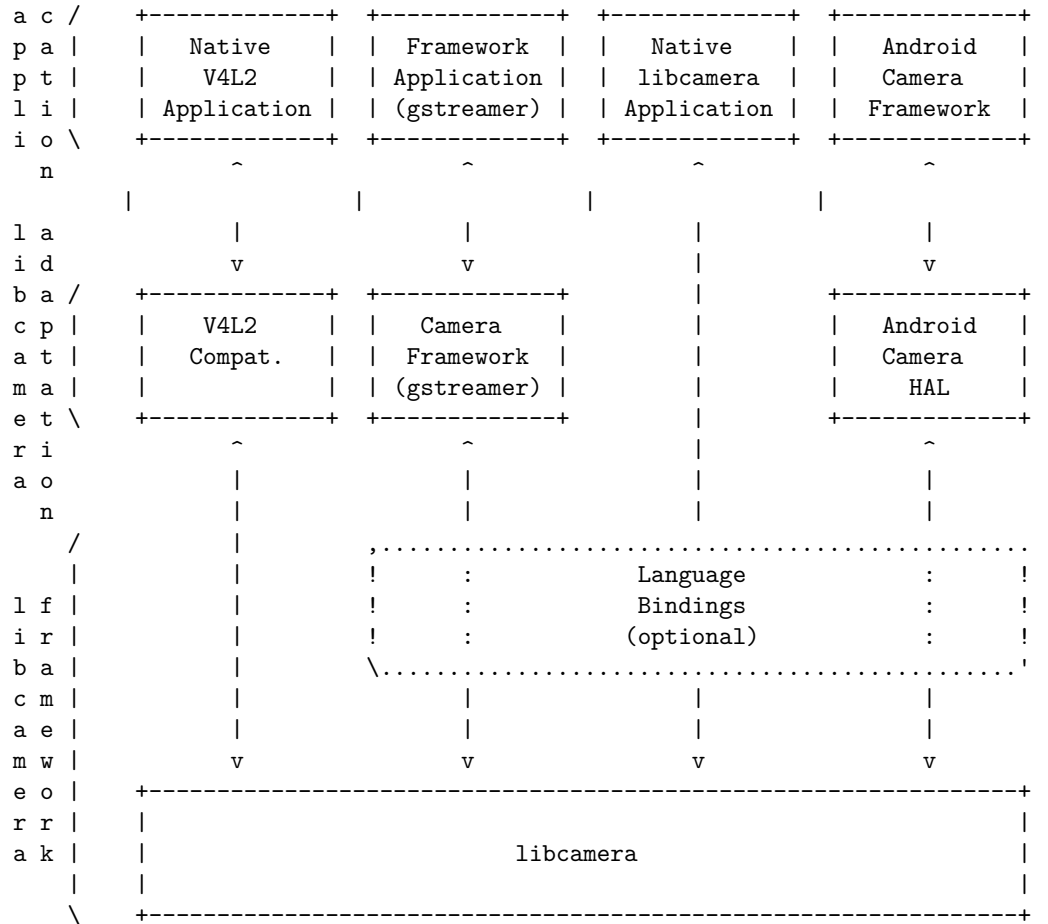 a c /    +-------------+  +-------------+  +-------------+  +-------------+
p a |    |   Native    |  |  Framework  |  |   Native    |  |   Android   |
p t |    |    V4L2     |  | Application |  |  libcamera  |  |   Camera    |
l i |    | Application |  | (gstreamer) |  | Application |  |  Framework  |
i o \    +-------------+  +-------------+  +-------------+  +-------------+
  n             ^                ^                ^                ^
        |                |                |                |
l a             |                |                |                |
i d             v                v                |                v
b a /    +-------------+  +-------------+         |         +-------------+
c p |    |    V4L2     |  |   Camera    |         |         |   Android   |
a t |    |   Compat.   |  |  Framework  |         |         |   Camera    |
m a |    |             |  | (gstreamer) |         |         |     HAL     |
e t \    +-------------+  +-------------+         |         +-------------+
r i             ^                ^                |                ^
a o             |                |                |                |
  n             |                |                |                |
    /           |         ,................................................
    |           |         !      :            Language             :      !
l f |           |         !      :            Bindings             :      !
i r |           |         !      :           (optional)            :      !
b a |           |         \...............................................'
c m |           |                |                |                |
a e |           |                |                |                |
m w |           v                v                v                v
e o |    +----------------------------------------------------------------+
r r |    |                                                                |
a k |    |                           libcamera                            |
    |    |                                                                |
    \    +----------------------------------------------------------------+